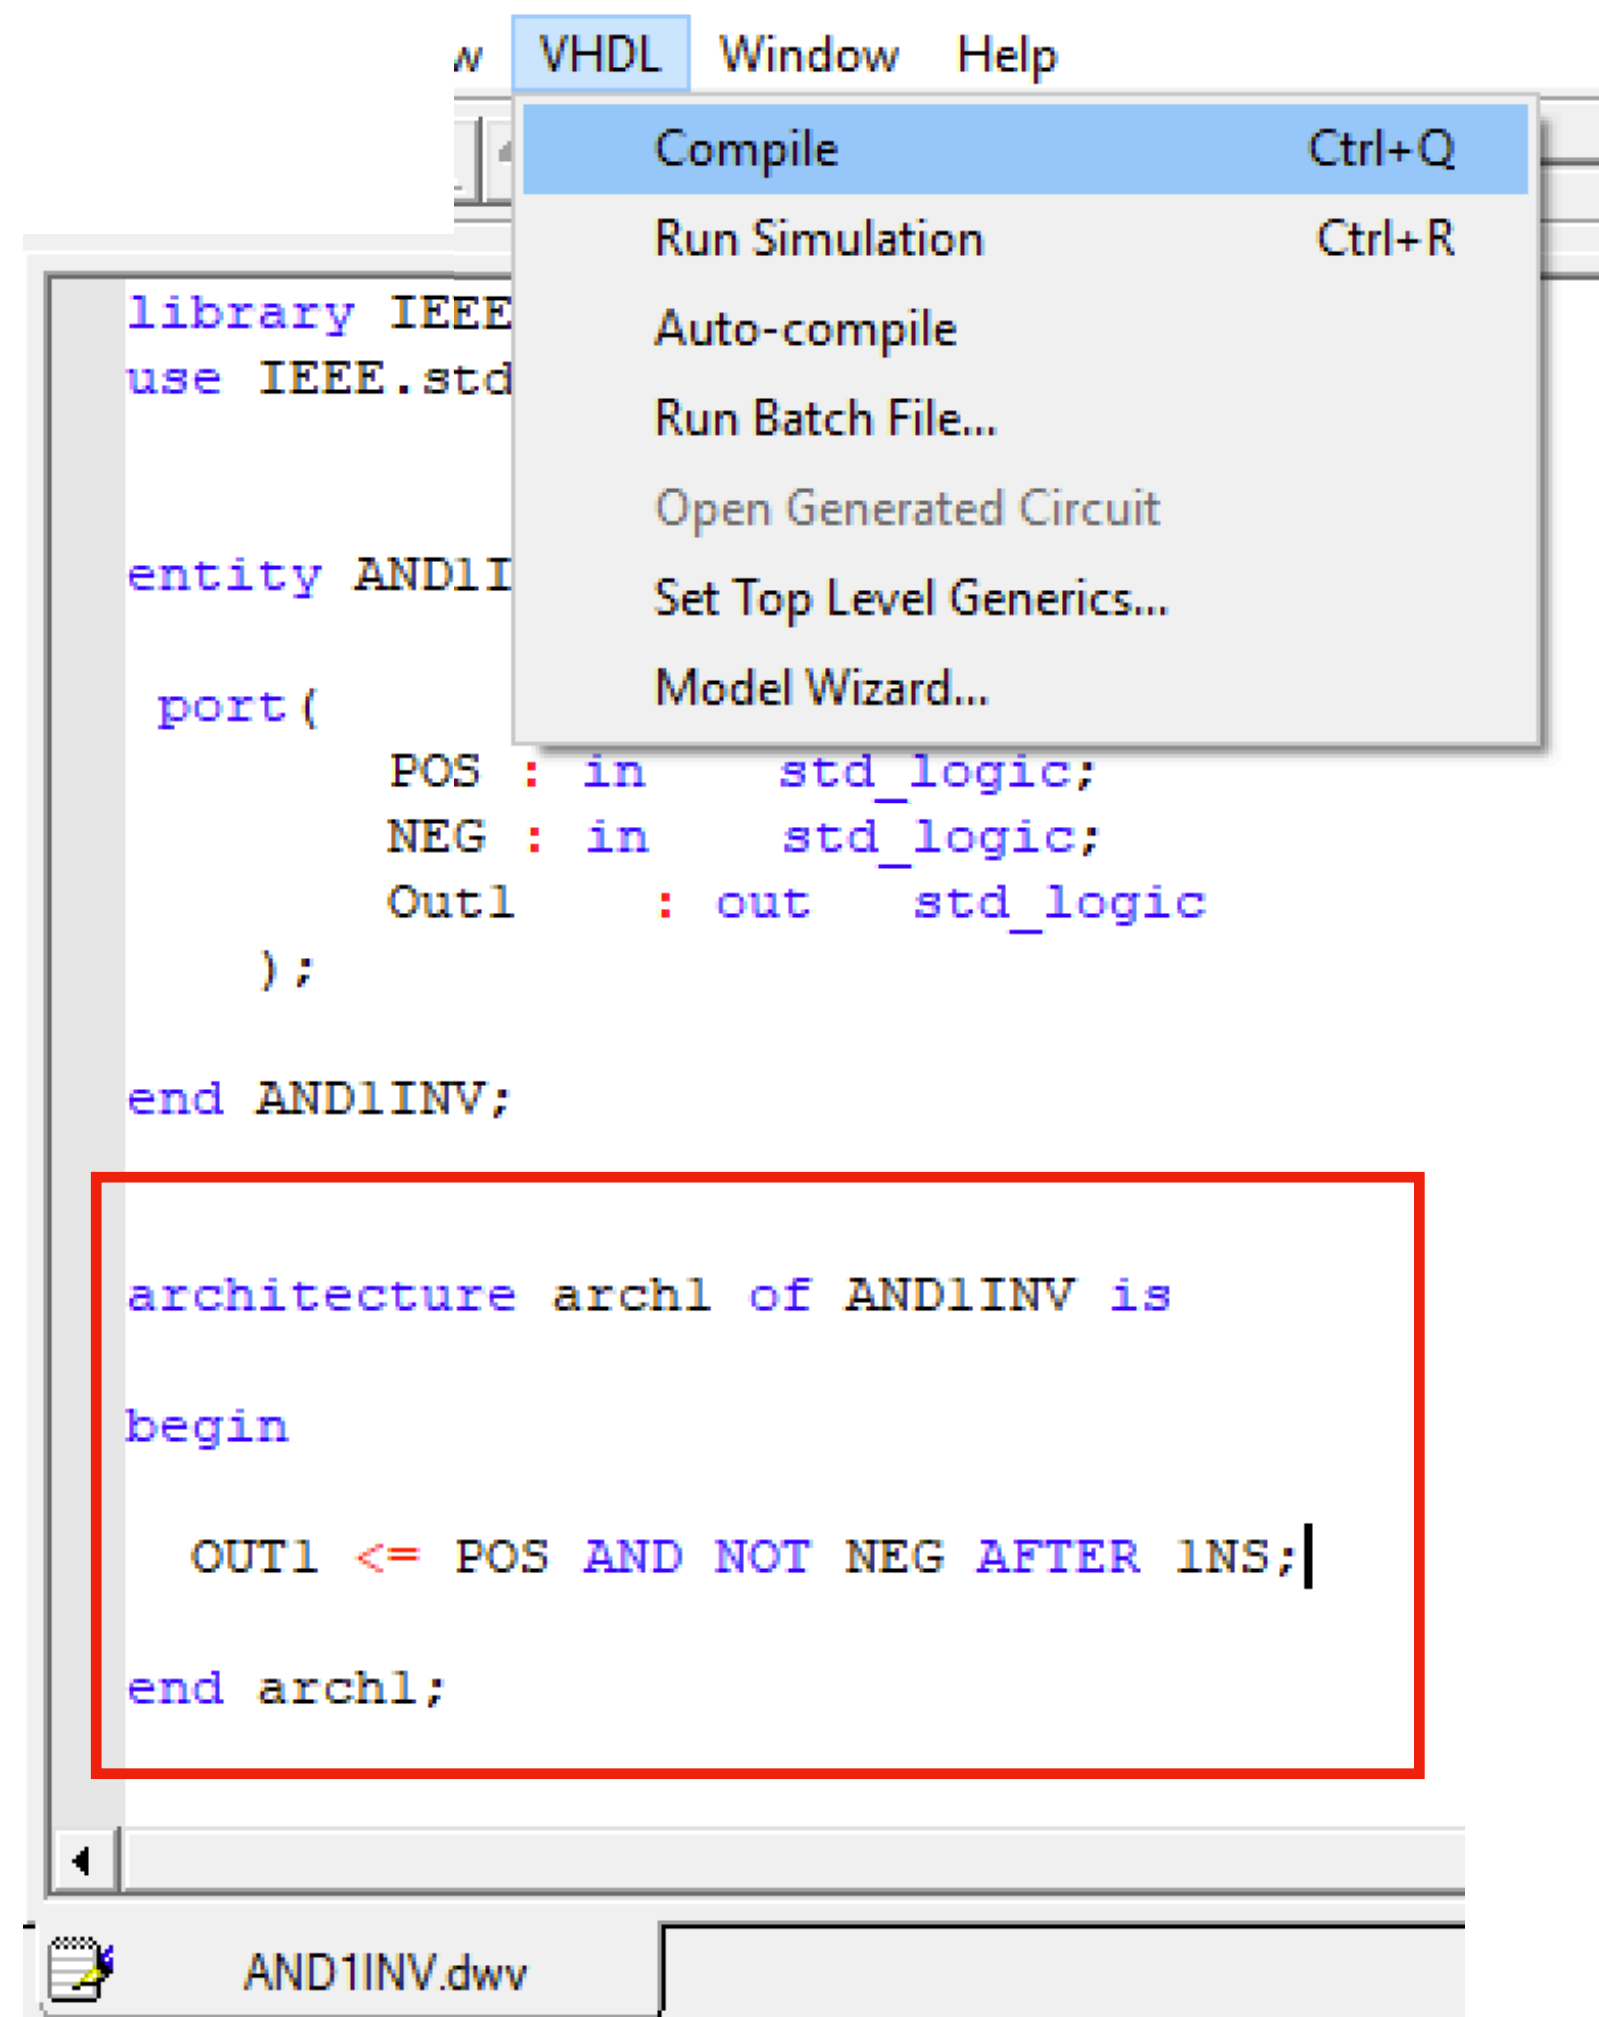 w VHDL Window Help
Compile Ctrl+Q
Run Simulation Ctrl+R
Auto-compile
Run Batch File...
Open Generated Circuit
Set Top Level Generics...
Model Wizard...
library IEEE
use IEEE.std
entity AND1I
port(
POS : in std_logic;
NEG : in std_logic;
Out1 : out std_logic
);
end AND1INV;
architecture arch1 of AND1INV is
begin
OUT1 <= POS AND NOT NEG AFTER 1NS;
end arch1;
AND1INV.dwv